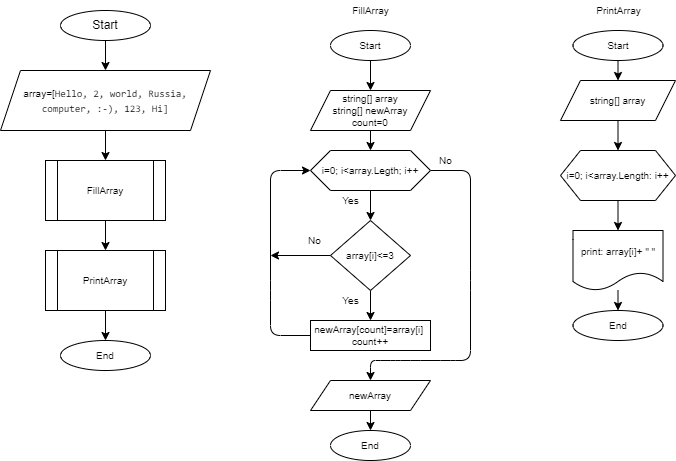 Start
array=[Hello, 2, world, Russia,
computer, :-), 123, Hi]
FillArray
PrintArray
End
FillArray
Start
string[] array
string[] newArray
count=0
i=0; i<array.Legth; i++
No
Yes
array[i]<=3
No
Yes
newArray[count]=array[i]
count++
newArray
End
PrintArray
Start
string[] array
i=0; i<array.Length: i++
print: array[i]+ " "
End